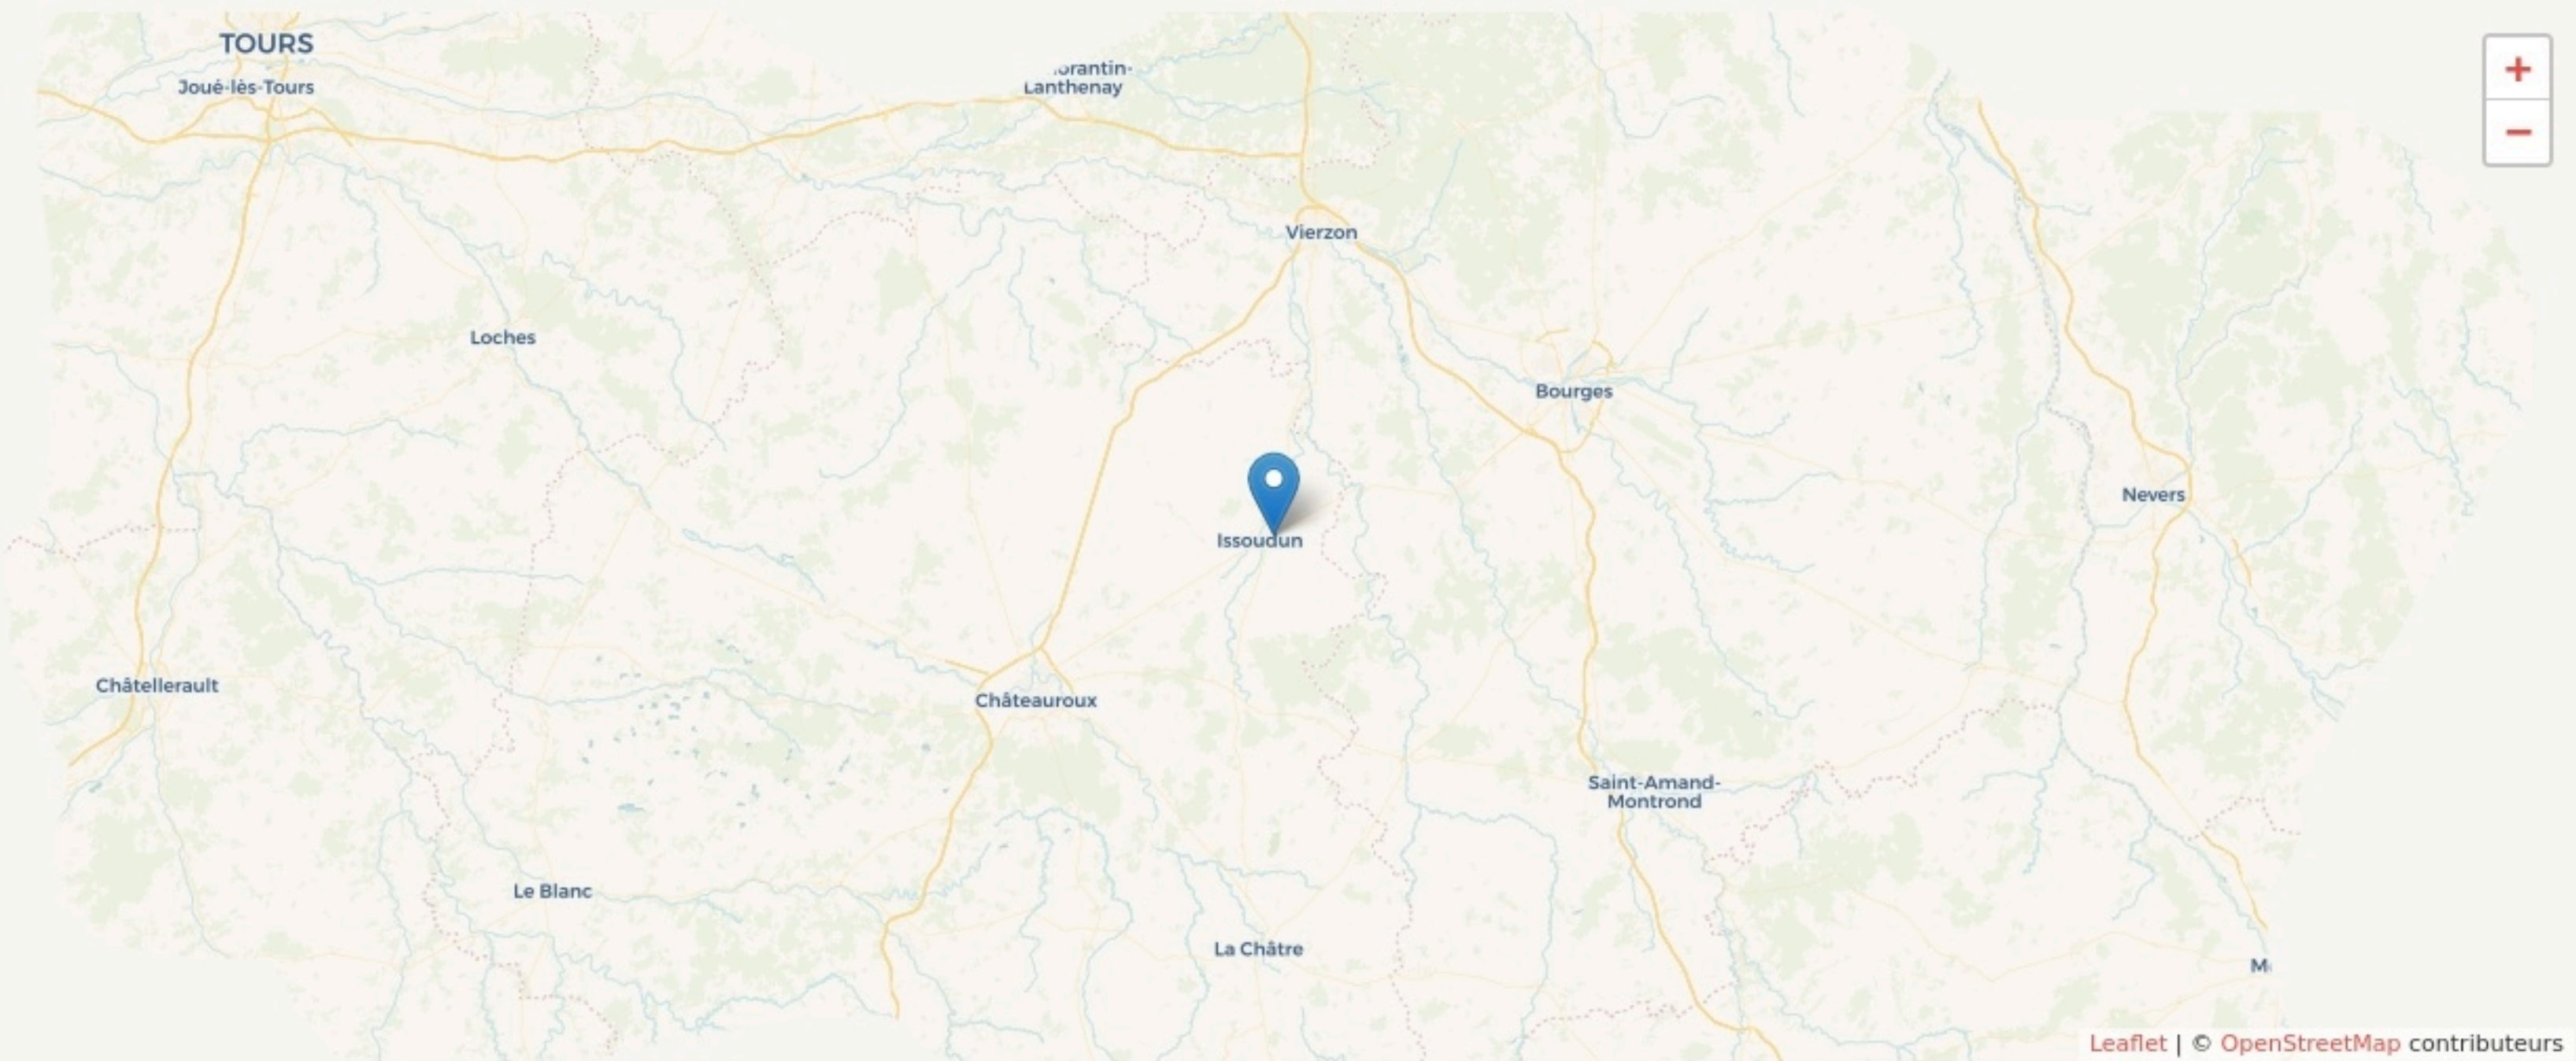 TOURS
Joué-lès-Tours
orantin-
Lanthenay
+
−
Vierzon
Loches
Bourges
Nevers
Issoudun
Châtellerault
Châteauroux
Saint-Amand-
Montrond
Le Blanc
La Châtre
M
Leaflet | © OpenStreetMap contributeurs